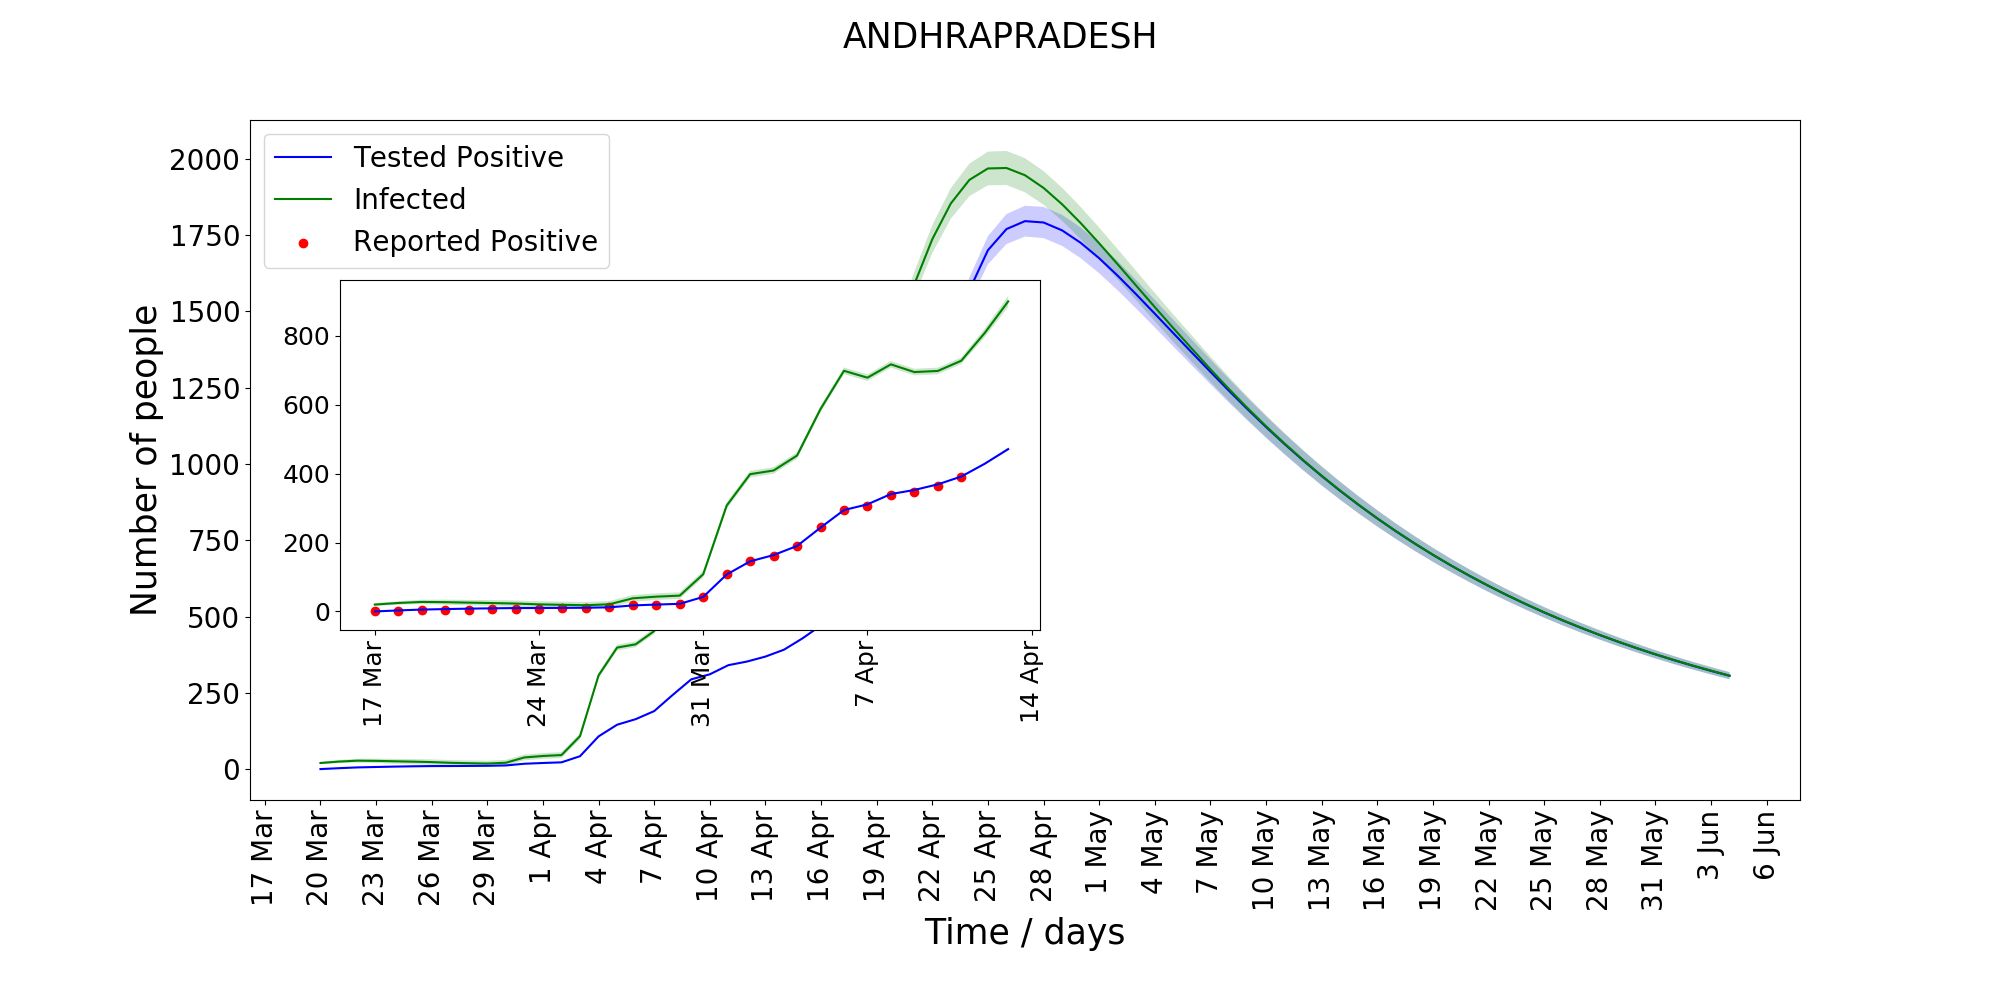 ANDHRAPRADESH
Tested Positive
Infected
Reported Positive
Number of people
2000
1750
1500
1250
1000
750
500
250
0
800
600
400
200
0
17 Mar
24 Mar
31 Mar
7 Apr
14 Apr
17 Mar
20 Mar
23 Mar
26 Mar
29 Mar
1 Apr
4 Apr
7 Apr
10 Apr
13 Apr
16 Apr
19 Apr
22 Apr
25 Apr
28 Apr
1 May
4 May
7 May
10 May
13 May
16 May
19 May
22 May
25 May
28 May
31 May
3 Jun
6 Jun
Time / days